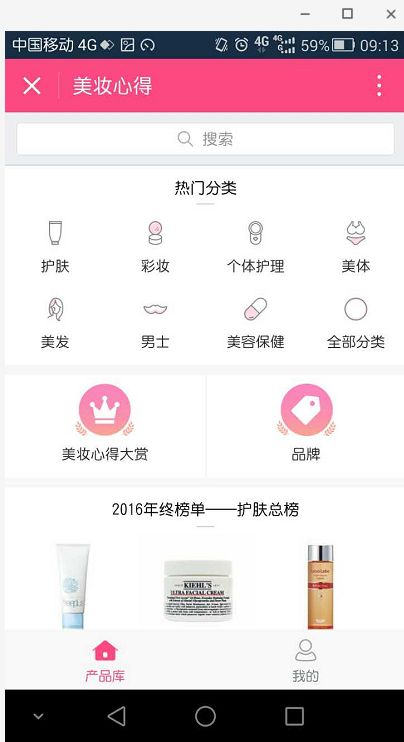 中国移动 4G 4G 4G 59% 09:13
美妆心得
搜索
热门分类
护肤 彩妆 个体护理 美体
美发 男士 美容保健 全部分类
美妆心得大赏 品牌
2016年终榜单——护肤总榜
freeplus
KIEHL'S
ULTRA FACIAL CREAM
产品库 我的